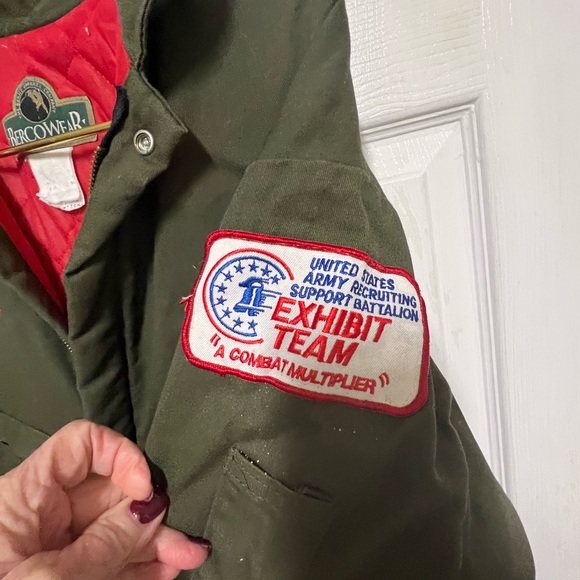 BERCOWEAR
UNITED STATES
ARMY RECRUITING
SUPPORT BATTALION
EXHIBIT
TEAM
"A COMBAT MULTIPLIER"